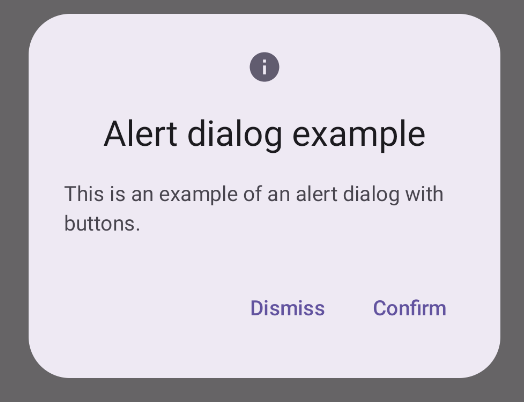 Alert dialog example
This is an example of an alert dialog with
buttons.
Dismiss Confirm